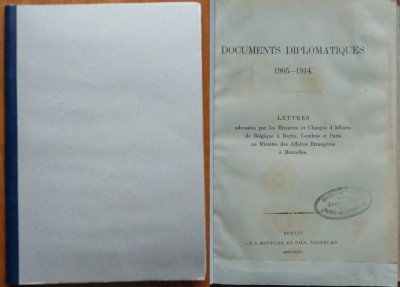 DOCUMENTS DIPLOMATIQUES
1905—1914.
LETTRES
adressées par les Ministres et Chargés d'Affaires
de Belgique à Berlin, Londres et Paris
au Ministre des Affaires Etrangères
à Bruxelles.
BERLIN
E. S. MITTLER ET FILS, EDITEURS